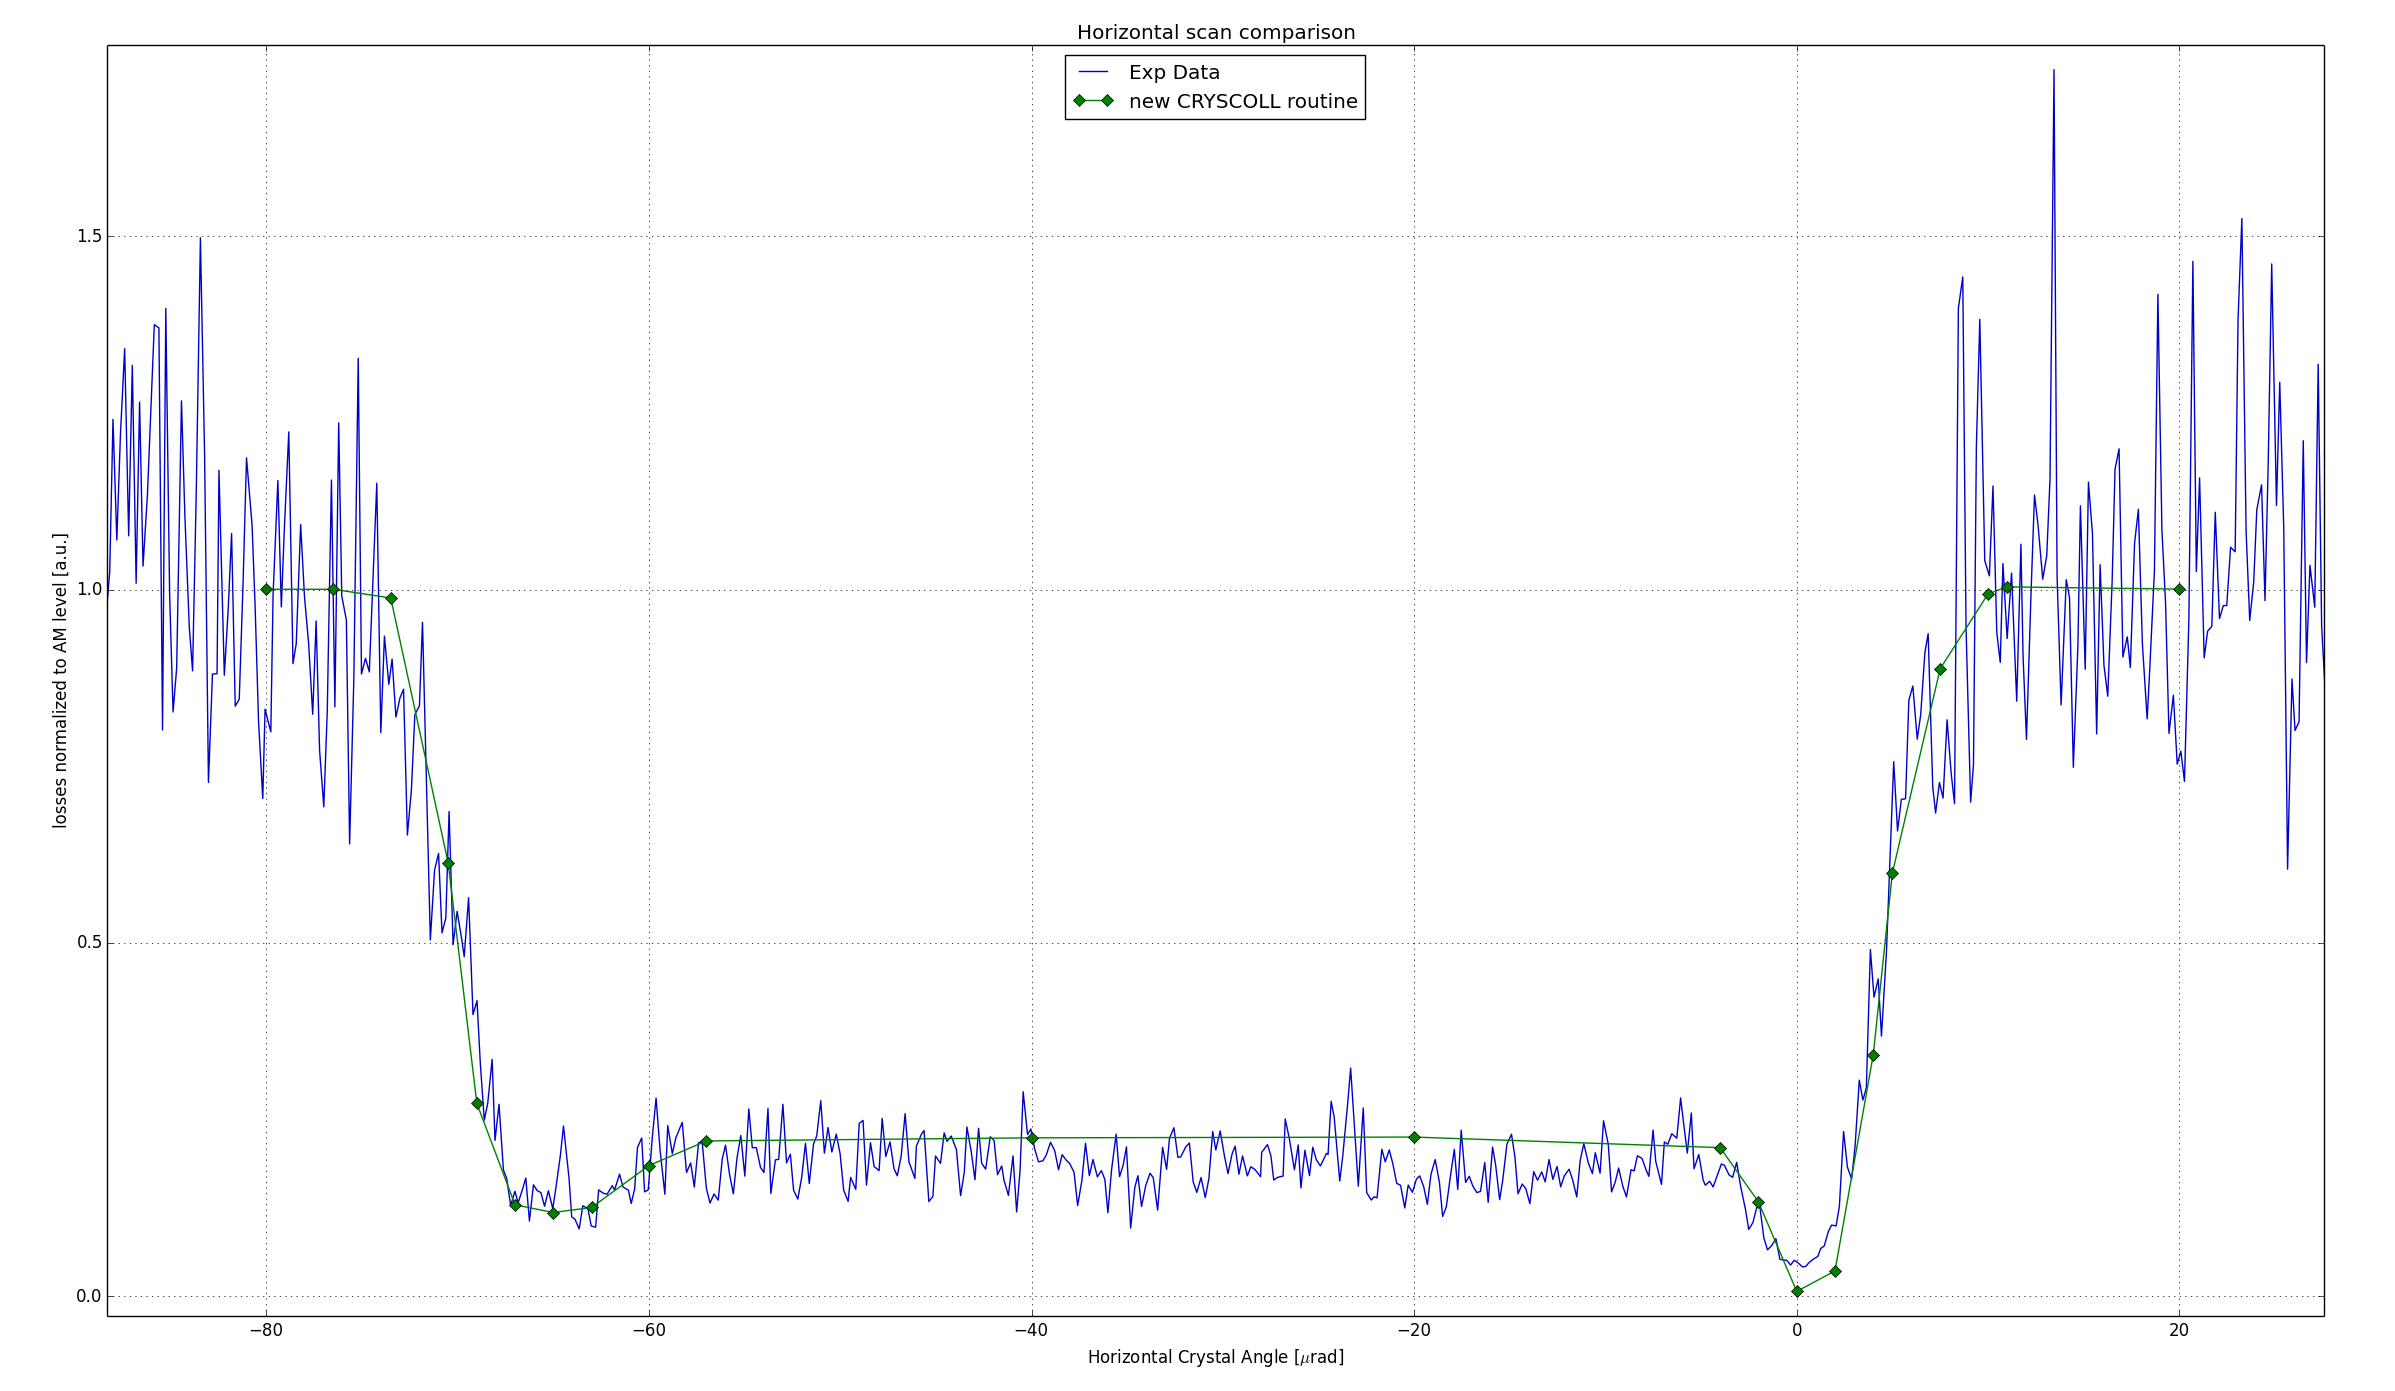 Horizontal scan comparison
Exp Data
new CRYSCOLL routine
1.5
1.0
0.5
0.0
losses normalized to AM level [a.u.]
−80 −60 −40 −20 0 20
Horizontal Crystal Angle [μrad]